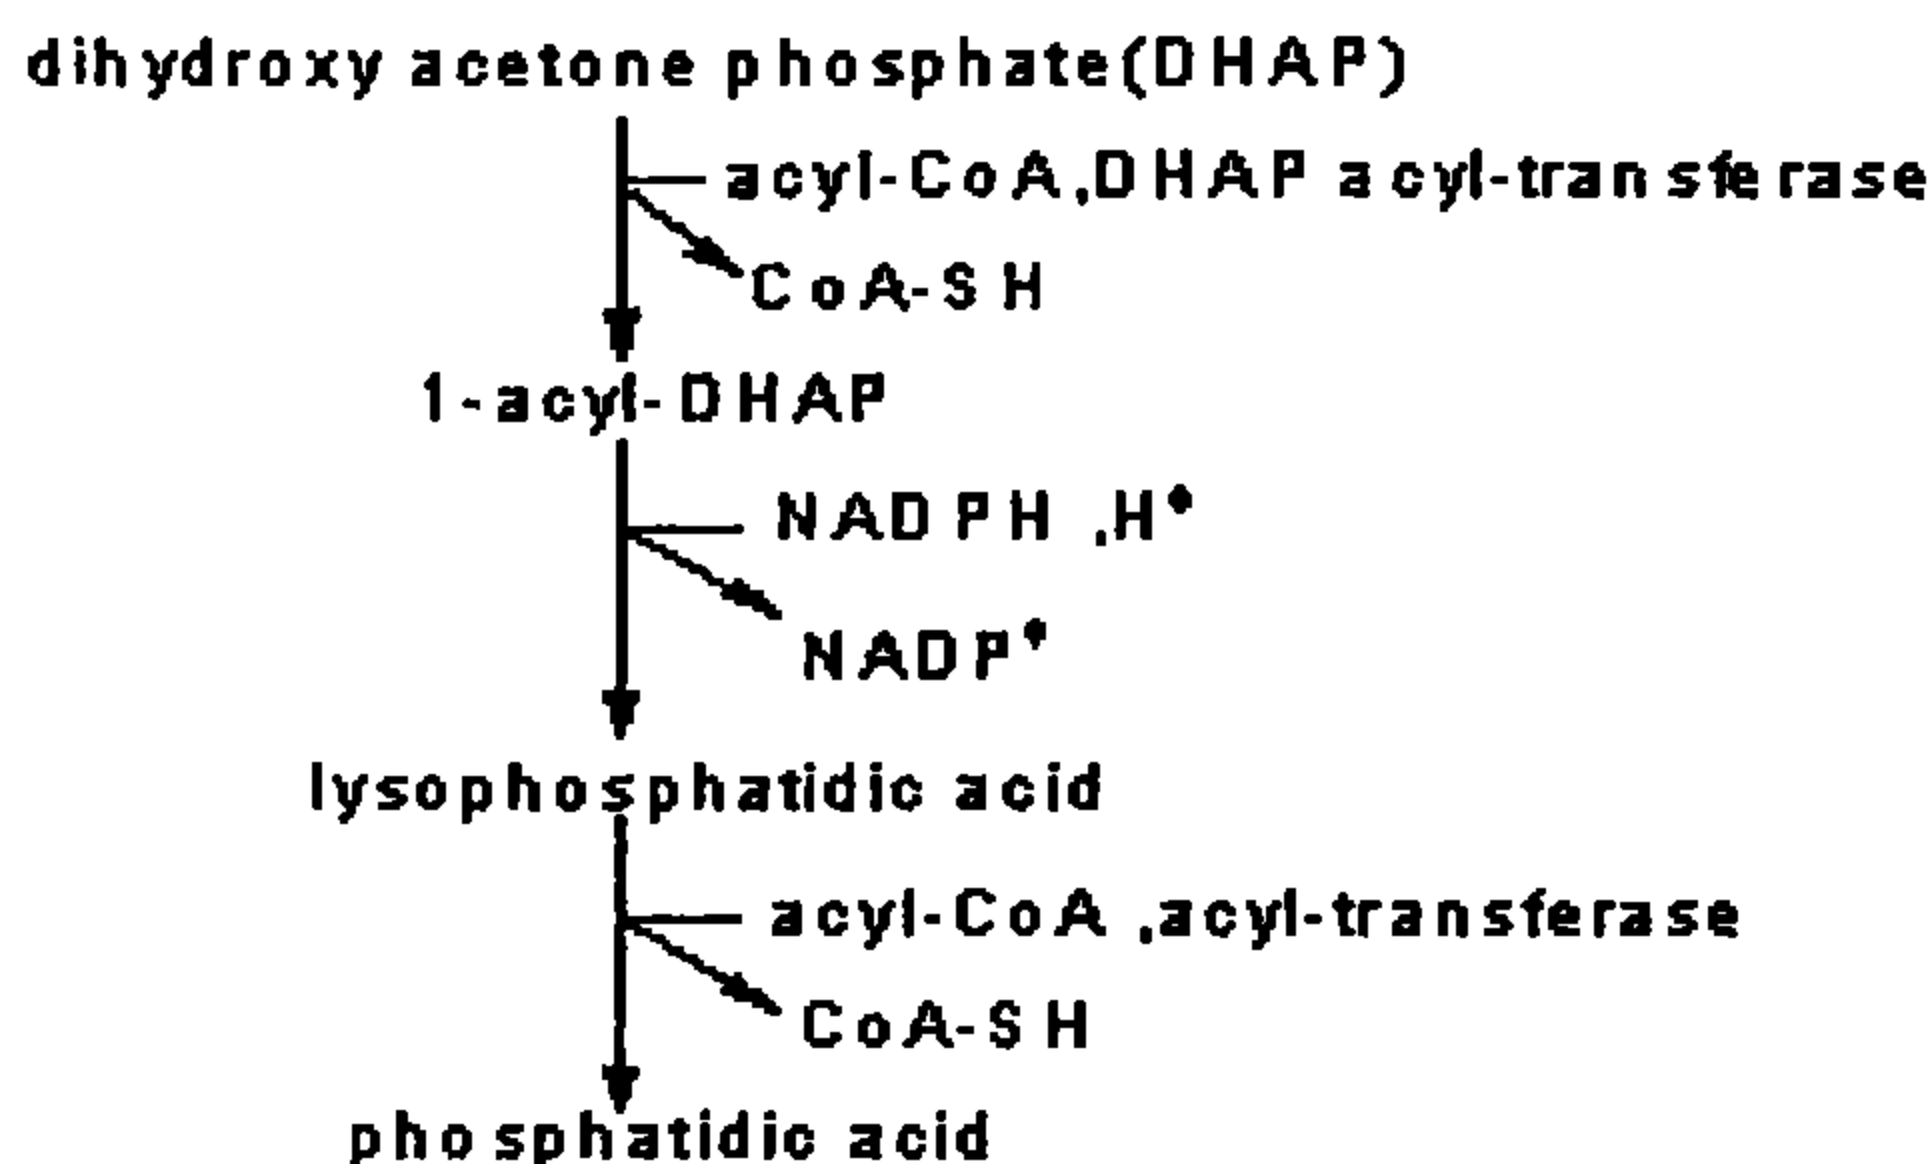 dihydroxy acetone phosphate(DHAP)
acyl-CoA,DHAP acyl-transferase
CoA-SH
1-acyl-DHAP
NADPH ,H⁺
NADP⁺
lysophosphatidic acid
acyl-CoA ,acyl-transferase
CoA-SH
phosphatidic acid